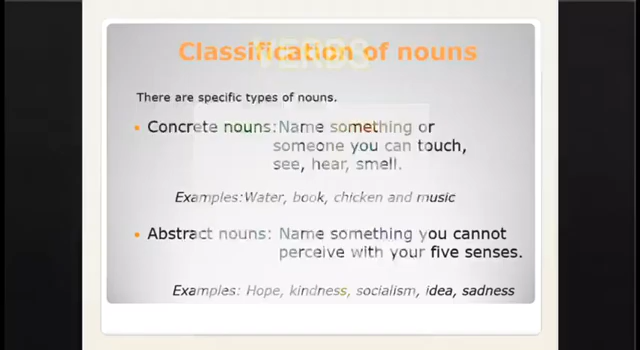 Classification of nouns
VERBS
There are specific types of nouns.
• Concrete nouns: Name something or
someone you can touch,
see, hear, smell.
Examples:Water, book, chicken and music
• Abstract nouns: Name something you cannot
perceive with your five senses.
Examples: Hope, kindness, socialism, idea, sadness